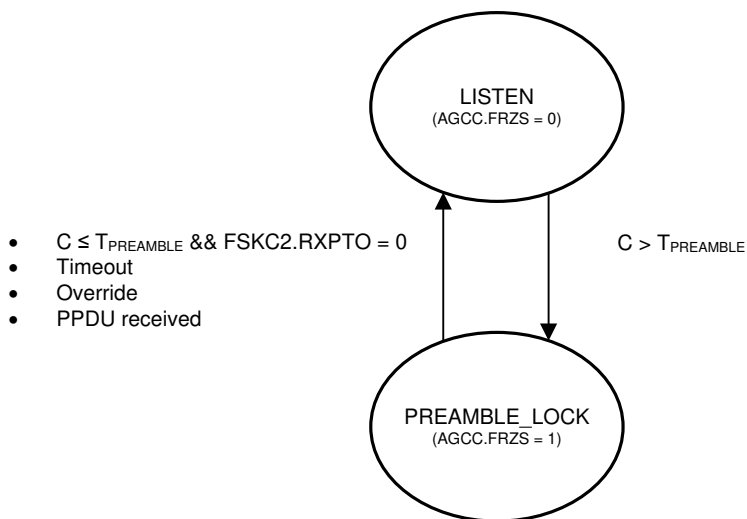 LISTEN
(AGCC.FRZS = 0)
• C ≤ TPREAMBLE && FSKC2.RXPTO = 0
• Timeout
• Override
• PPDU received
C > TPREAMBLE
PREAMBLE_LOCK
(AGCC.FRZS = 1)